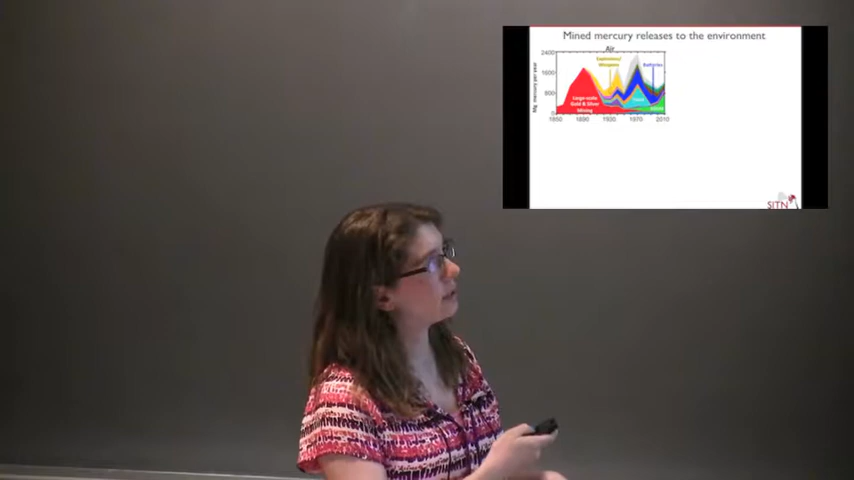 Mined mercury releases to the environment
Air
2400
1600
800
0
Mg mercury per year
Explosives/
Weapons
Batteries
Large-scale
Gold & Silver
Mining
1850
1890
1930
1970
2010
SITN